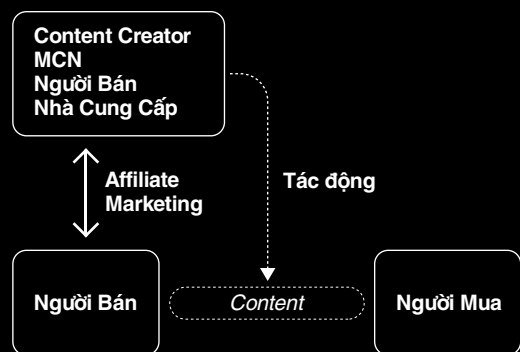 Content Creator
MCN
Người Bán
Nhà Cung Cấp
Affiliate
Marketing
Tác động
Người Bán
Content
Người Mua